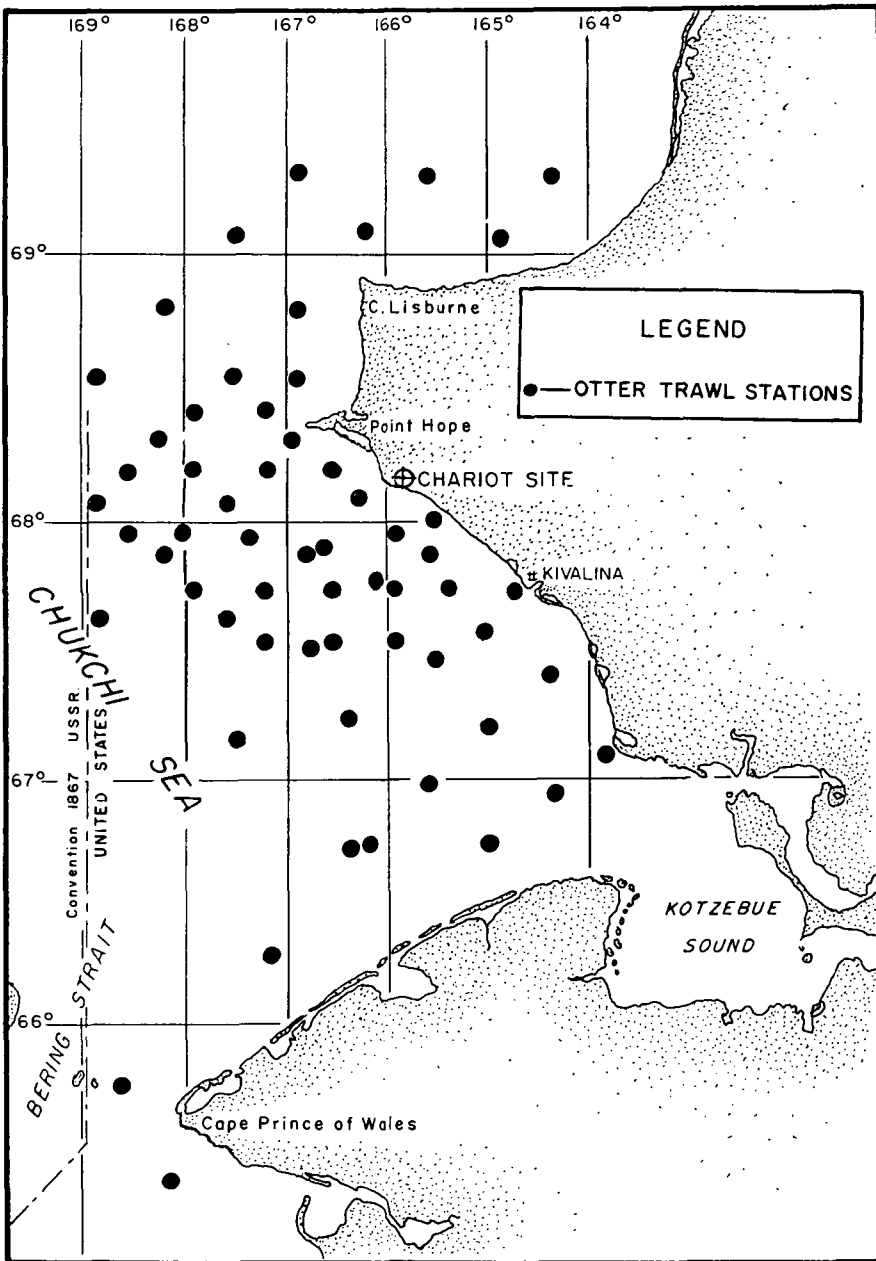 169° 168° 167° 166° 165° 164°
69°
C. Lisburne
LEGEND
OTTER TRAWL STATIONS
Point Hope
CHARIOT SITE
68°
KIVALINA
CHUKCHI
SEA
Convention 1867 USSR
UNITED STATES
67°
KOTZEBUE
SOUND
BERING STRAIT
66°
Cape Prince of Wales